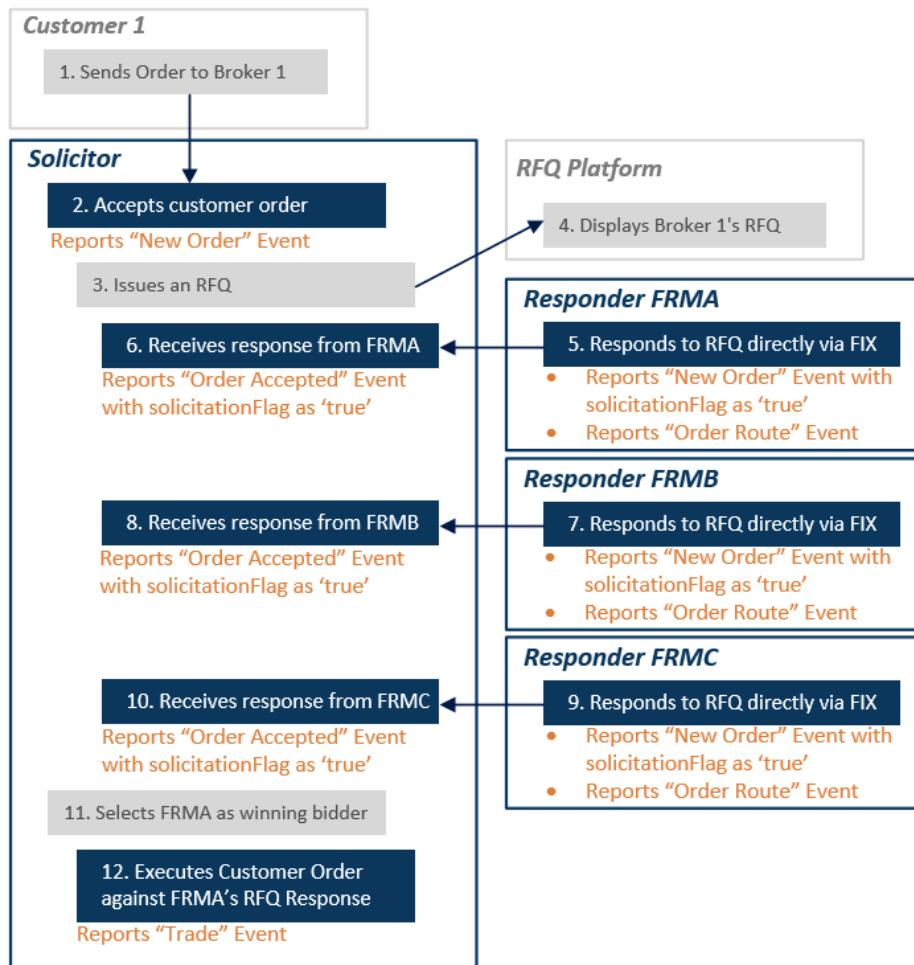 Customer 1
1. Sends Order to Broker 1
Solicitor
2. Accepts customer order
Reports “New Order” Event
3. Issues an RFQ
RFQ Platform
4. Displays Broker 1's RFQ
Responder FRMA
5. Responds to RFQ directly via FIX
• Reports “New Order” Event with
solicitationFlag as ‘true’
• Reports “Order Route” Event
6. Receives response from FRMA
Reports “Order Accepted” Event
with solicitationFlag as ‘true’
Responder FRMB
7. Responds to RFQ directly via FIX
• Reports “New Order” Event with
solicitationFlag as ‘true’
• Reports “Order Route” Event
8. Receives response from FRMB
Reports “Order Accepted” Event
with solicitationFlag as ‘true’
Responder FRMC
9. Responds to RFQ directly via FIX
• Reports “New Order” Event with
solicitationFlag as ‘true’
• Reports “Order Route” Event
10. Receives response from FRMC
Reports “Order Accepted” Event
with solicitationFlag as ‘true’
11. Selects FRMA as winning bidder
12. Executes Customer Order
against FRMA’s RFQ Response
Reports “Trade” Event